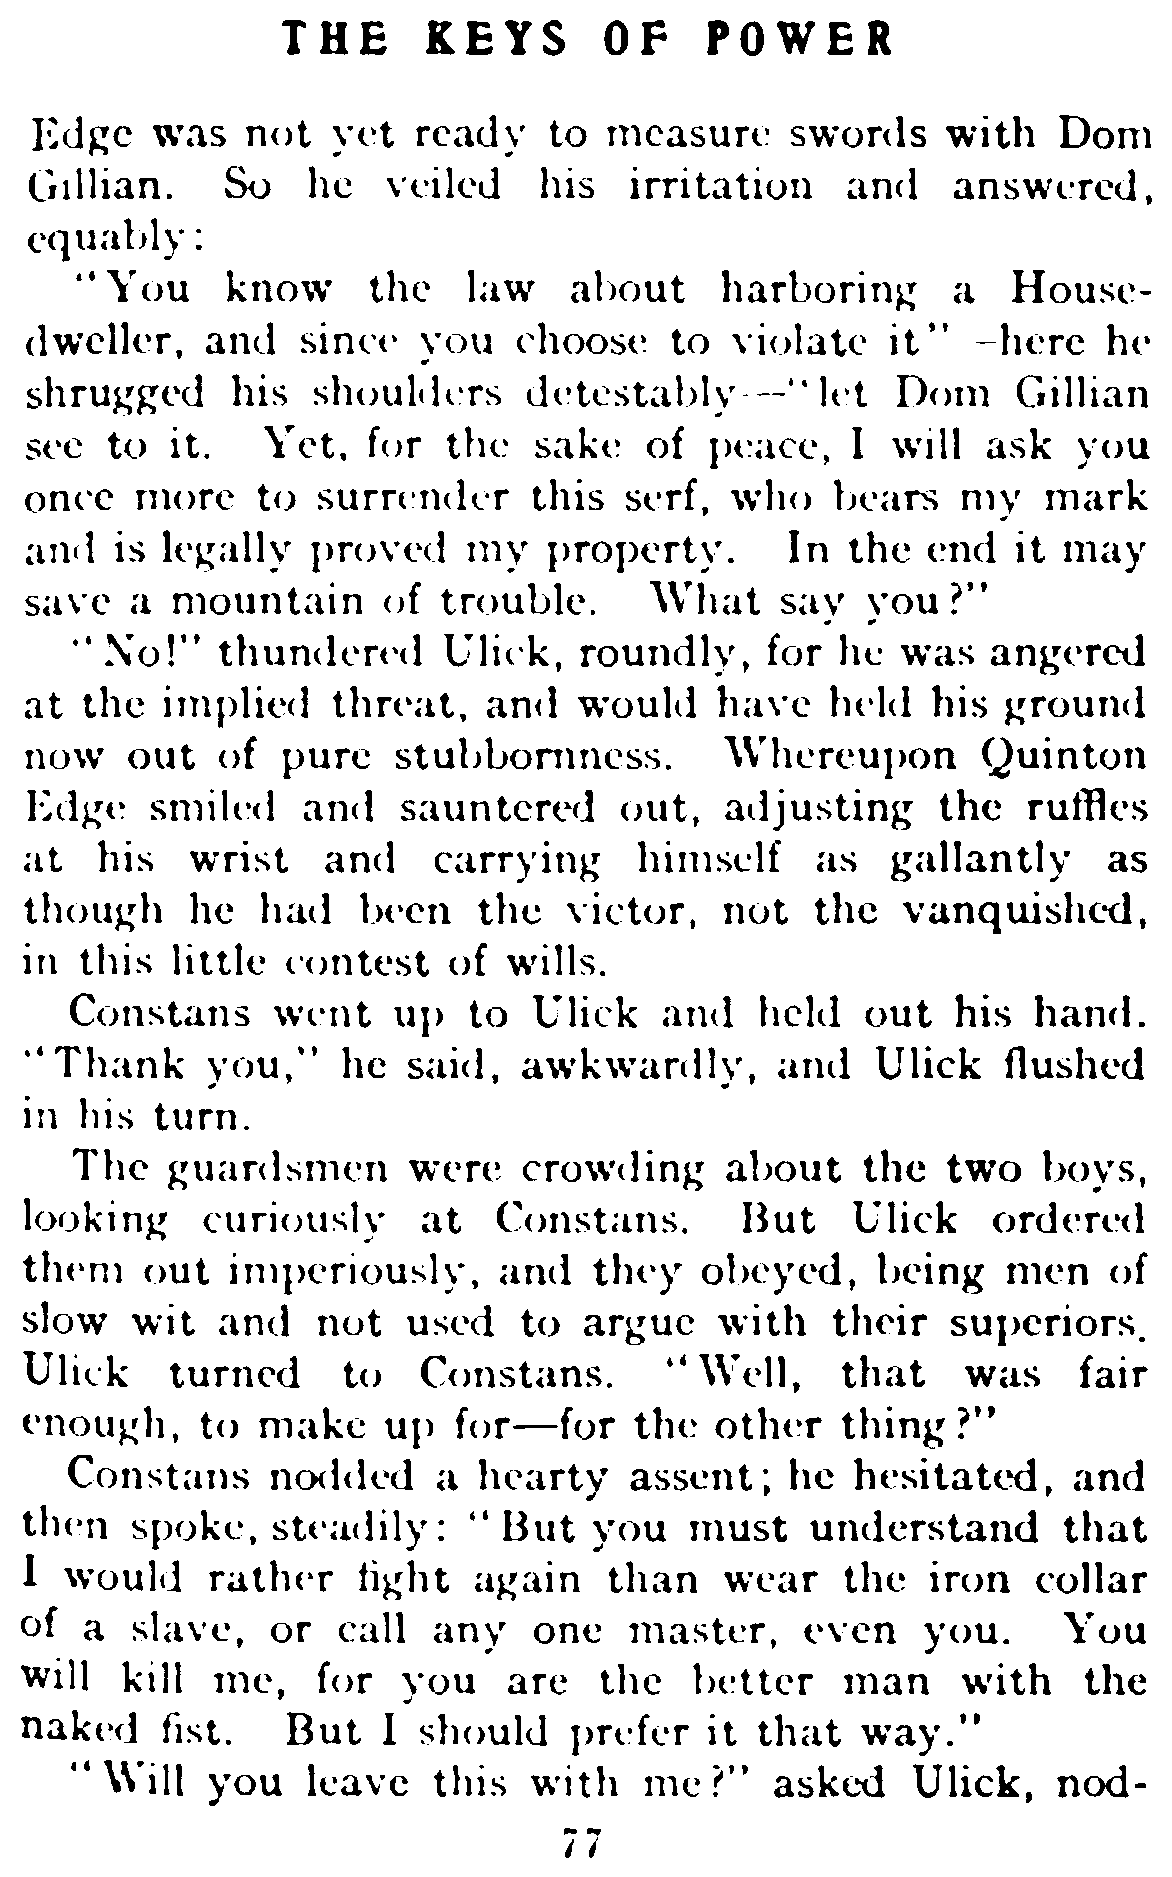 THE KEYS OF POWER
Edge was not yet ready to measure swords with Dom
Gillian. So he veiled his irritation and answered,
equably:
"You know the law about harboring a House-
dweller, and since you choose to violate it" —here he
shrugged his shoulders detestably—"let Dom Gillian
see to it. Yet, for the sake of peace, I will ask you
once more to surrender this serf, who bears my mark
and is legally proved my property. In the end it may
save a mountain of trouble. What say you?"
"No!" thundered Ulick, roundly, for he was angered
at the implied threat, and would have held his ground
now out of pure stubbornness. Whereupon Quinton
Edge smiled and sauntered out, adjusting the ruffles
at his wrist and carrying himself as gallantly as
though he had been the victor, not the vanquished,
in this little contest of wills.
Constans went up to Ulick and held out his hand.
"Thank you," he said, awkwardly, and Ulick flushed
in his turn.
The guardsmen were crowding about the two boys,
looking curiously at Constans. But Ulick ordered
them out imperiously, and they obeyed, being men of
slow wit and not used to argue with their superiors.
Ulick turned to Constans. "Well, that was fair
enough, to make up for—for the other thing?"
Constans nodded a hearty assent; he hesitated, and
then spoke, steadily: "But you must understand that
I would rather fight again than wear the iron collar
of a slave, or call any one master, even you. You
will kill me, for you are the better man with the
naked fist. But I should prefer it that way."
"Will you leave this with me?" asked Ulick, nod-
77